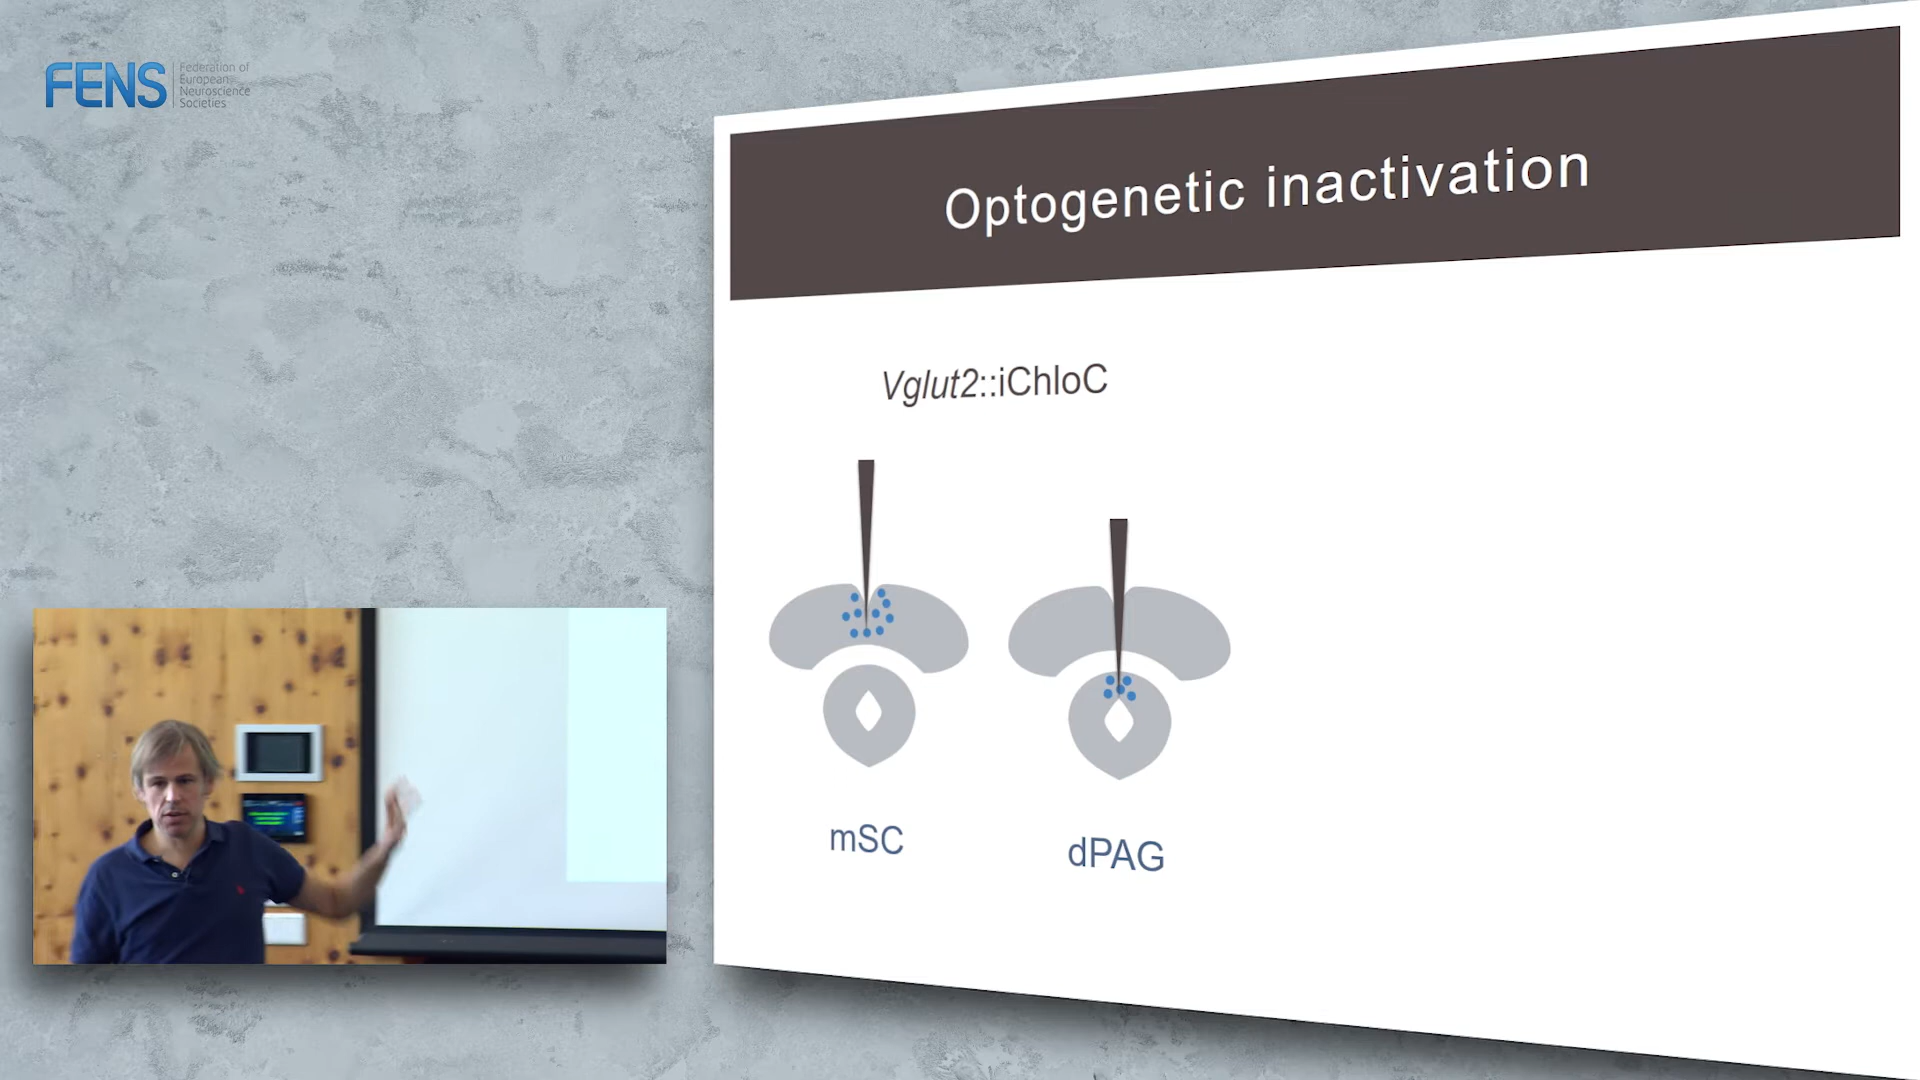 FENS
Federation of
European
Neuroscience
Societies
Optogenetic inactivation
Vglut2::iChloC
mSC
dPAG